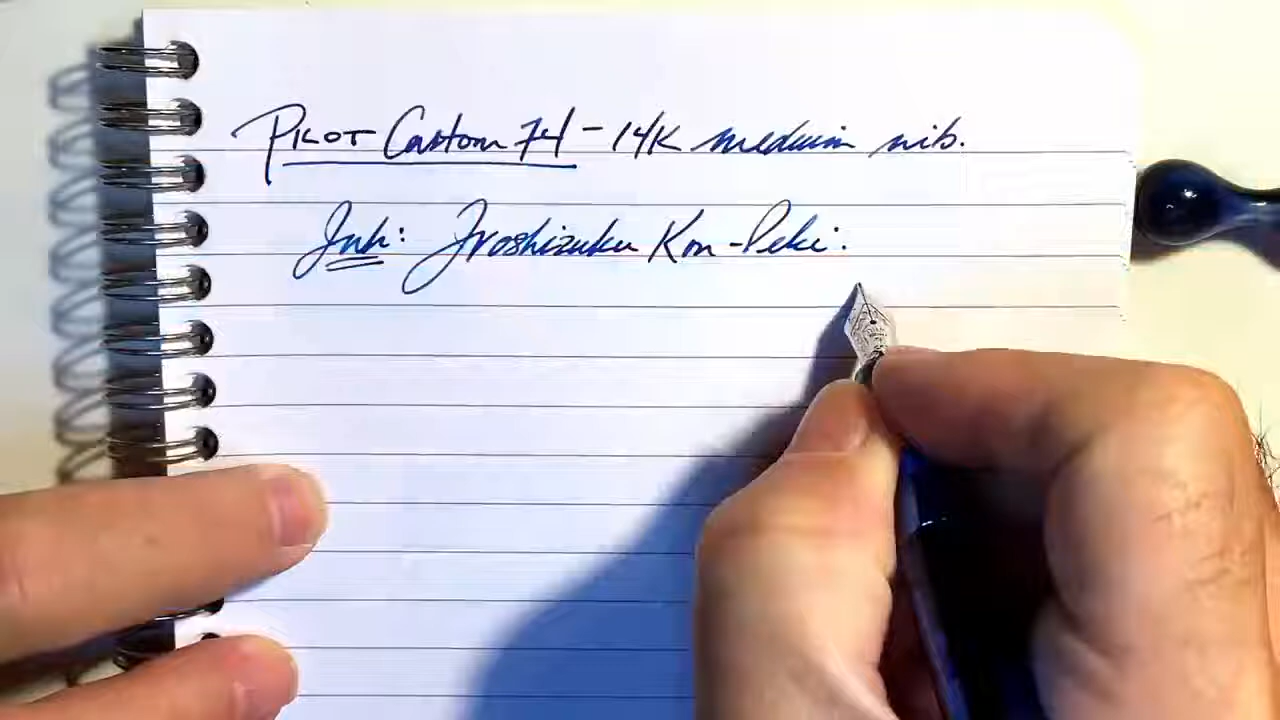 PILOT Custom 74 - 14K medium nib.
Ink: Iroshizuku Kon-Peki.